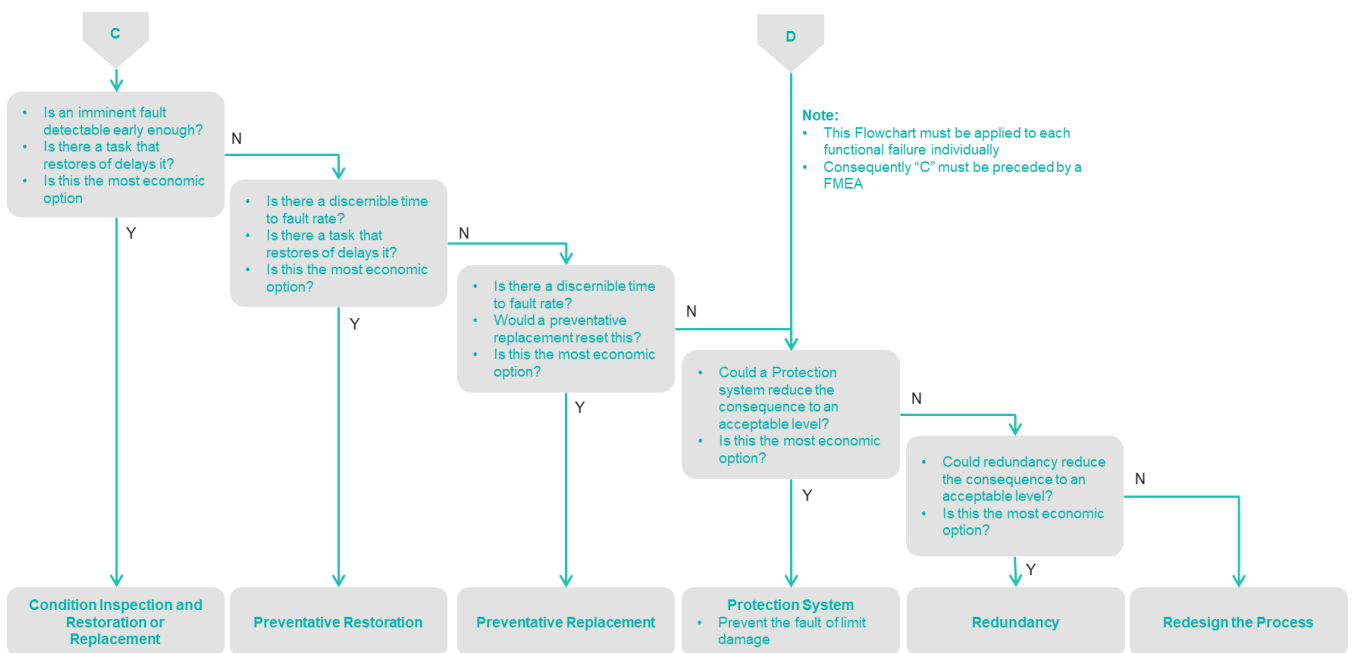 C
D
• Is an imminent fault
detectable early enough?
• Is there a task that
restores of delays it?
• Is this the most economic
option
N
Y
Note:
• This Flowchart must be applied to each
functional failure individually
• Consequently “C” must be preceded by a
FMEA
• Is there a discernible time
to fault rate?
• Is there a task that
restores of delays it?
• Is this the most economic
option?
N
Y
• Is there a discernible time
to fault rate?
• Would a preventative
replacement reset this?
• Is this the most economic
option?
N
Y
• Could a Protection
system reduce the
consequence to an
acceptable level?
• Is this the most economic
option?
N
Y
• Could redundancy reduce
the consequence to an
acceptable level?
• Is this the most economic
option?
N
Y
Condition Inspection and
Restoration or
Replacement
Preventative Restoration
Preventative Replacement
Protection System
• Prevent the fault of limit
damage
Redundancy
Redesign the Process